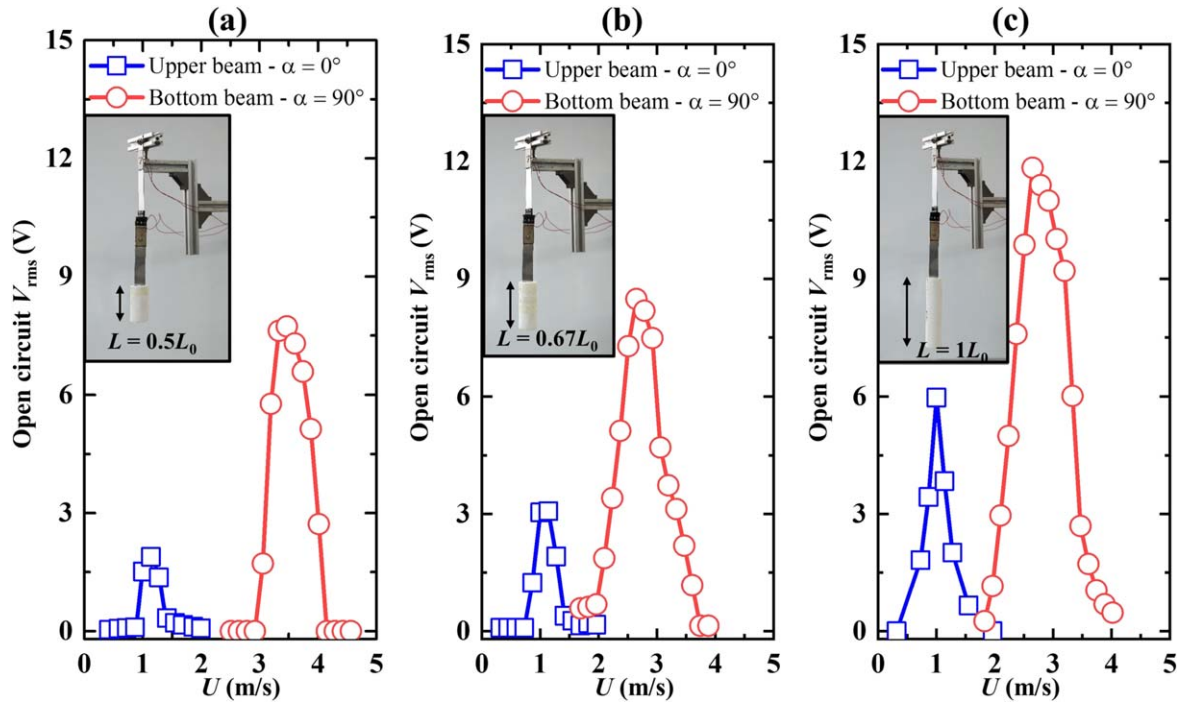 (a)
15
12
9
6
3
0
Open circuit Vrms (V)
Upper beam - α = 0°
Bottom beam - α = 90°
L = 0.5L0
0 1 2 3 4 5
U (m/s)
(b)
15
12
9
6
3
0
Open circuit Vrms (V)
Upper beam - α = 0°
Bottom beam - α = 90°
L = 0.67L0
0 1 2 3 4 5
U (m/s)
(c)
15
12
9
6
3
0
Open circuit Vrms (V)
Upper beam - α = 0°
Bottom beam - α = 90°
L = 1L0
0 1 2 3 4 5
U (m/s)